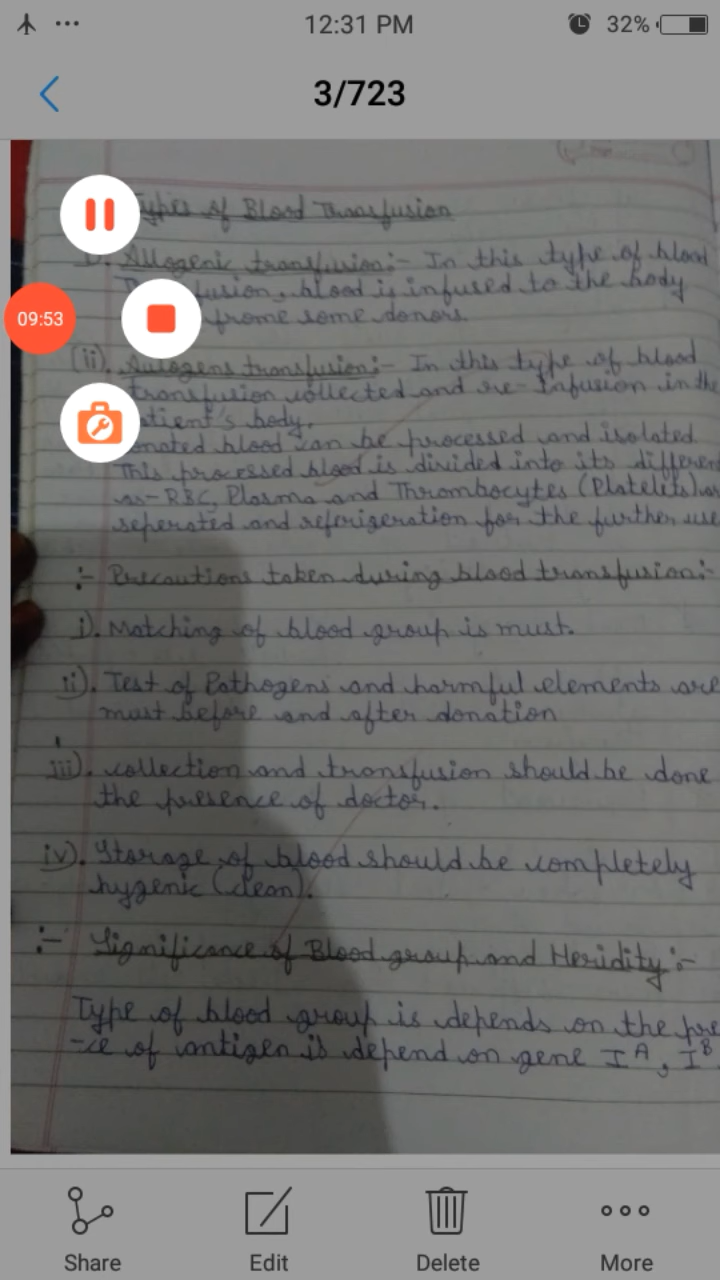 12:31 PM
32%
3/723
Types of Blood Transfusion
Allogenic transfusion:- In this type of blood
fusion, blood is infused to the body
frome some donors.
09:53
(ii). Autogens transfusion:- In this type of blood
transfusion collected and re-Infusion in the
atient's body.
onated blood can be processed and isolated.
This processed blood is divided into its differen
as-RBC, Plasma and Thrombocytes (Platelets)
seperated and referigeration for the further use
:- Precautions taken during blood transfusion:-
i). Matching of blood group is must.
ii). Test of Pathogens and harmful elements are
must before and after donation
iii). collection and transfusion should be done
the presence of doctor.
iv). Storage of blood should be completely
hygenic (clean).
:- Significance of Blood group and Heridity:-
Type of blood group is depends on the pre
-ce of antigen is depend on gene I^A, I^B
Share
Edit
Delete
More